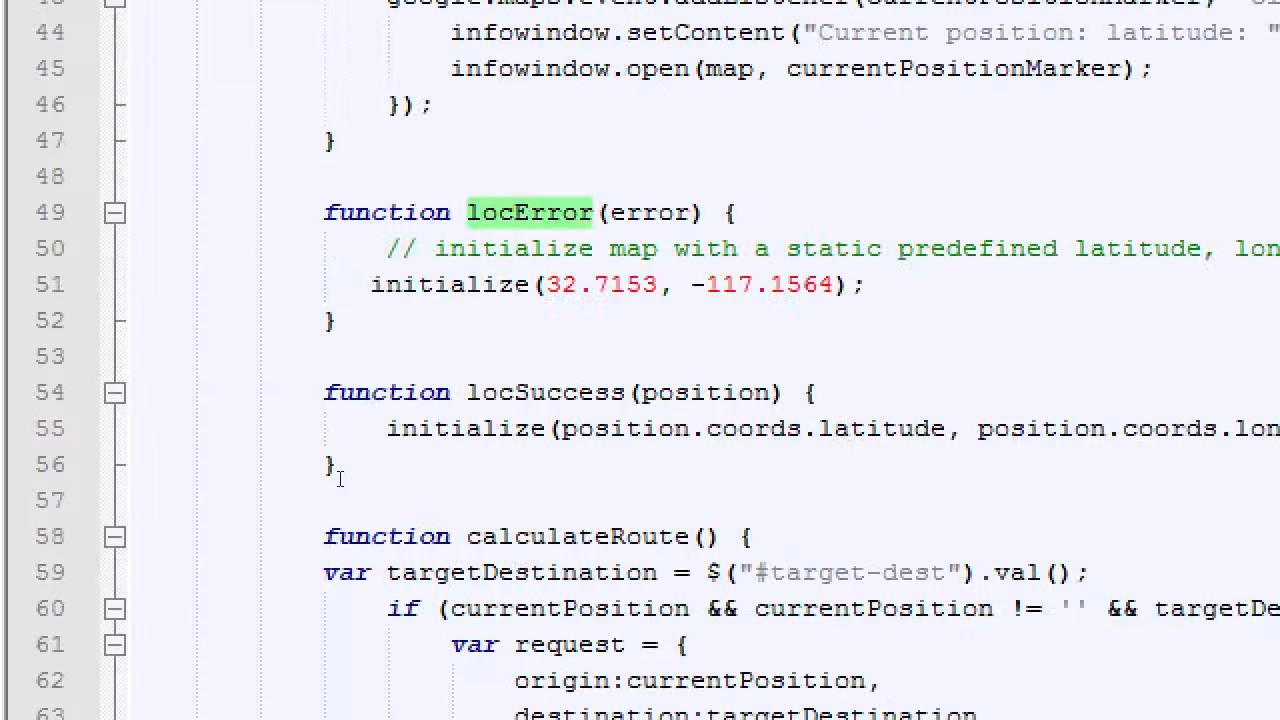 44 infowindow.setContent("Current position: latitude: "
45 infowindow.open(map, currentPositionMarker);
46 });
47 }
48
49 function locError(error) {
50 // initialize map with a static predefined latitude, lon
51 initialize(32.7153, -117.1564);
52 }
53
54 function locSuccess(position) {
55 initialize(position.coords.latitude, position.coords.lon
56 }
57
58 function calculateRoute() {
59 var targetDestination = $("#target-dest").val();
60 if (currentPosition && currentPosition != '' && targetDe
61 var request = {
62 origin:currentPosition,
63 destination:targetDestination